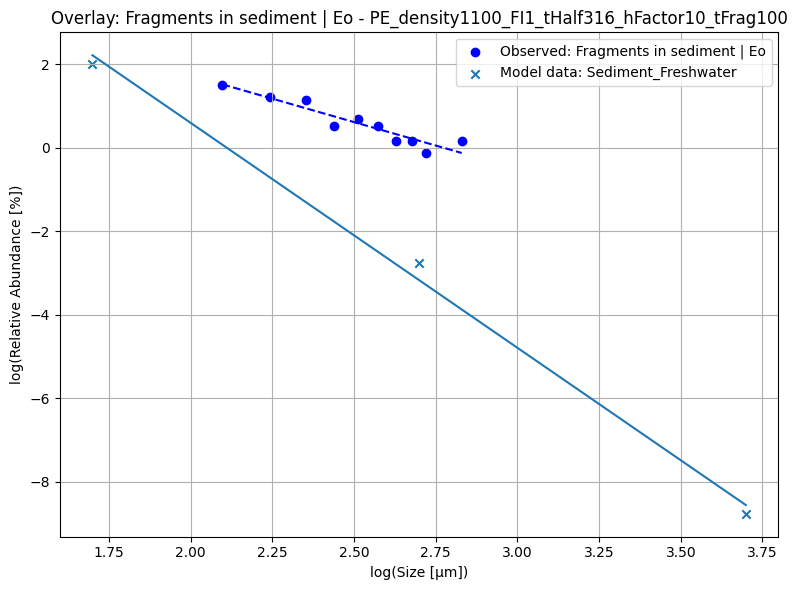 Overlay: Fragments in sediment | Eo - PE_density1100_FI1_tHalf316_hFactor10_tFrag100
Observed: Fragments in sediment | Eo
Model data: Sediment_Freshwater
log(Relative Abundance [%])
2
0
−2
−4
−6
−8
1.75 2.00 2.25 2.50 2.75 3.00 3.25 3.50 3.75
log(Size [μm])